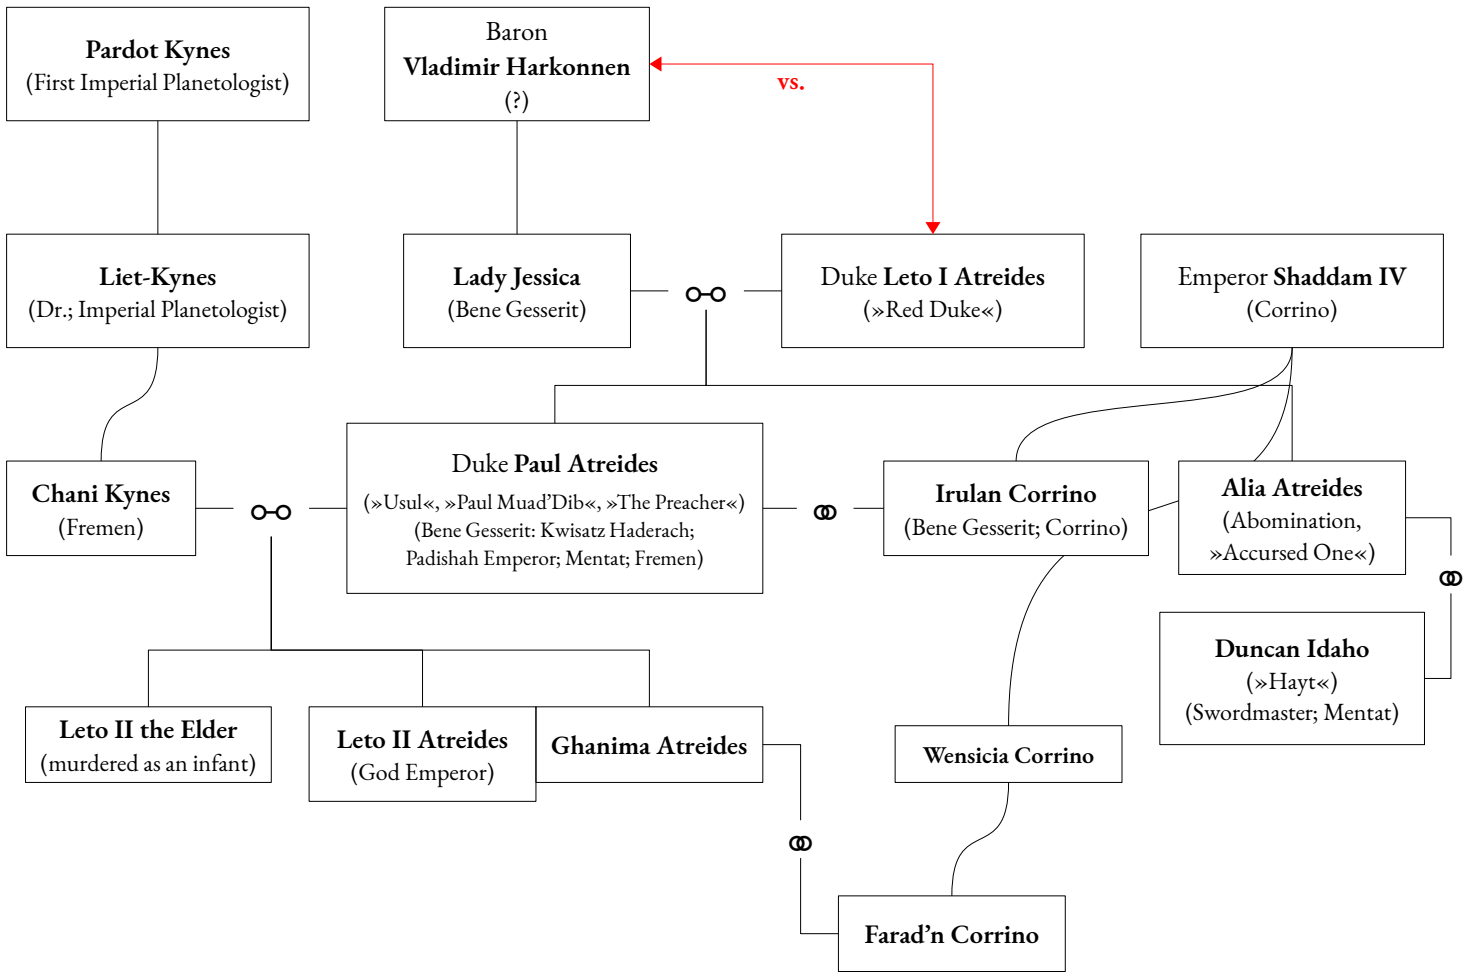 Pardot Kynes
(First Imperial Planetologist)
Baron
Vladimir Harkonnen
(?)
vs.
Liet-Kynes
(Dr.; Imperial Planetologist)
Lady Jessica
(Bene Gesserit)
Duke Leto I Atreides
(»Red Duke«)
Emperor Shaddam IV
(Corrino)
Chani Kynes
(Fremen)
Duke Paul Atreides
(»Usul«, »Paul Muad’Dib«, »The Preacher«)
(Bene Gesserit: Kwisatz Haderach;
Padishah Emperor; Mentat; Fremen)
Irulan Corrino
(Bene Gesserit; Corrino)
Alia Atreides
(Abomination,
»Accursed One«)
Duncan Idaho
(»Hayt«)
(Swordmaster; Mentat)
Leto II the Elder
(murdered as an infant)
Leto II Atreides
(God Emperor)
Ghanima Atreides
Wensicia Corrino
Farad’n Corrino